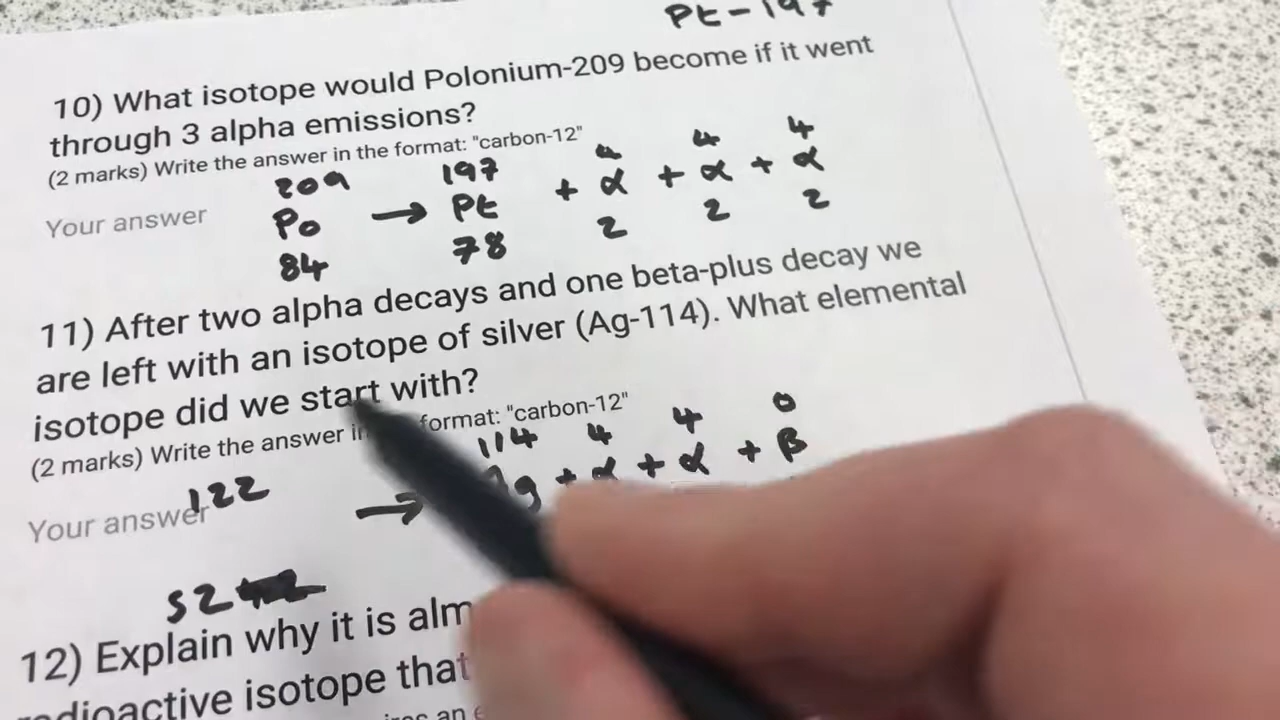 Pt-197
10) What isotope would Polonium-209 become if it went
through 3 alpha emissions?
(2 marks) Write the answer in the format: "carbon-12"
209 197 4 4 4
Your answer Po → Pt + α + α + α
84 78 2 2 2
11) After two alpha decays and one beta-plus decay we
are left with an isotope of silver (Ag-114). What elemental
isotope did we start with?
(2 marks) Write the answer in format: "carbon-12"
122 114 4 4 0
Your answer → Ag + α + α + β
52
12) Explain why it is
radioactive isotope that
an